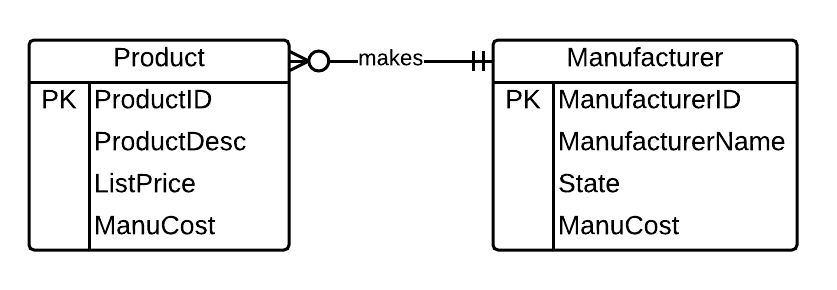 Product
PK ProductID
ProductDesc
ListPrice
ManuCost
makes
Manufacturer
PK ManufacturerID
ManufacturerName
State
ManuCost